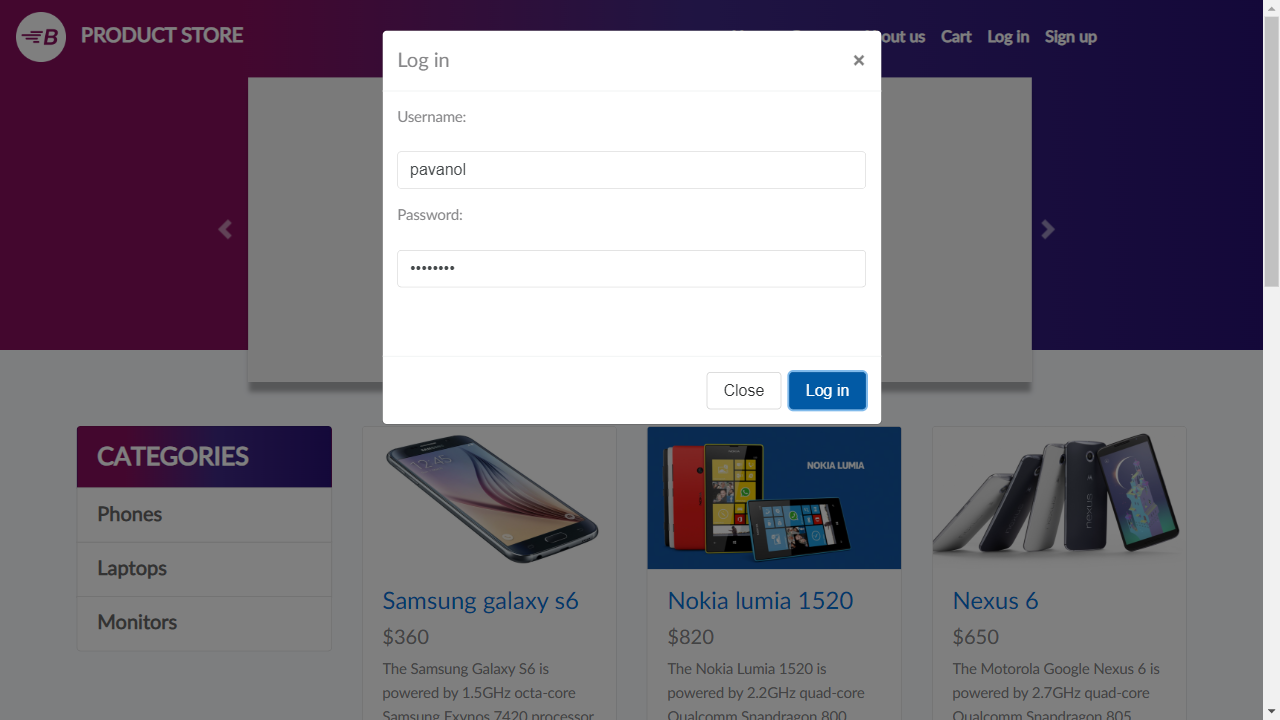 PRODUCT STORE
out us Cart Log in Sign up
Log in ×
Username:
pavanol
Password:
••••••••
Close Log in
CATEGORIES
Phones
Laptops
Monitors
NOKIA LUMIA
nexus
Samsung galaxy s6
$360
The Samsung Galaxy S6 is
powered by 1.5GHz octa-core
Samsung Exynos 7420 processor
Nokia lumia 1520
$820
The Nokia Lumia 1520 is
powered by 2.2GHz quad-core
Qualcomm Snapdragon 800
Nexus 6
$650
The Motorola Google Nexus 6 is
powered by 2.7GHz quad-core
Qualcomm Snapdragon 805